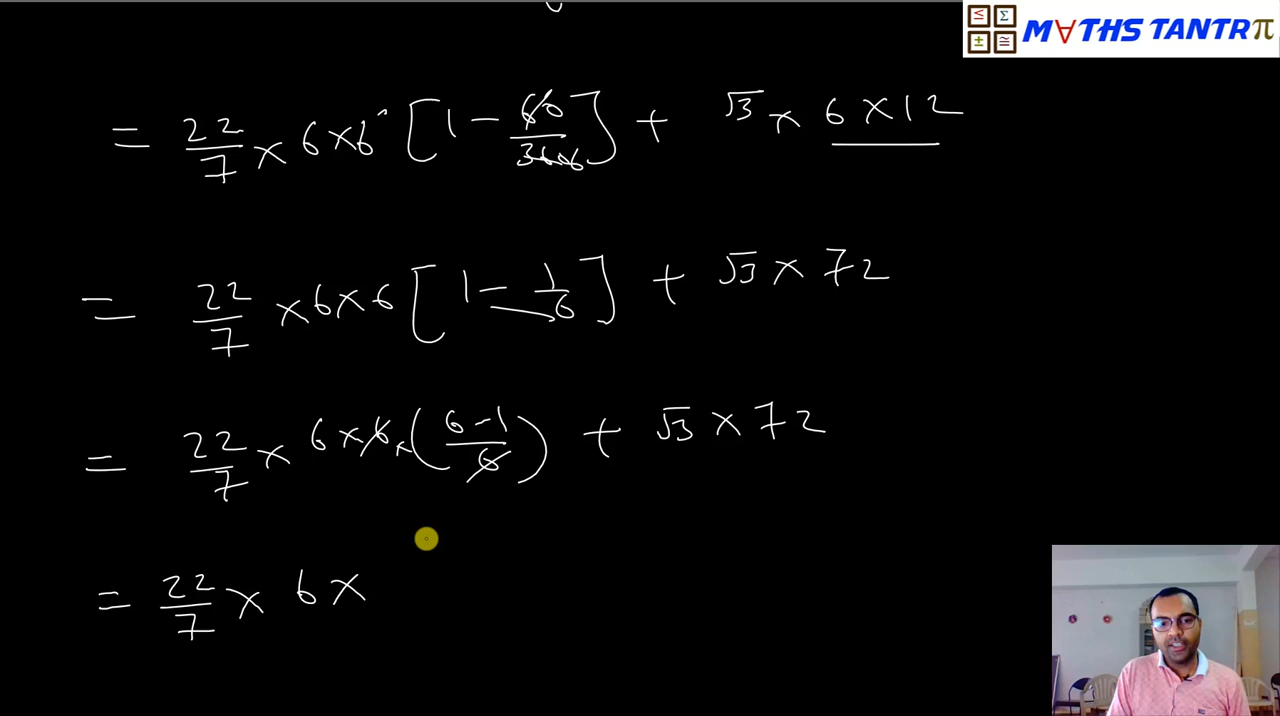 ≤ Σ ± ≅ M∀THS TANTRπ
= 22/7 × 6×6 [1 − 60/360] + √3 × 6×12
= 22/7 ×6×6 [1 − 1/6] + √3 × 72
= 22/7 × 6×6× (6−1/6) + √3 × 72
= 22/7 × 6×